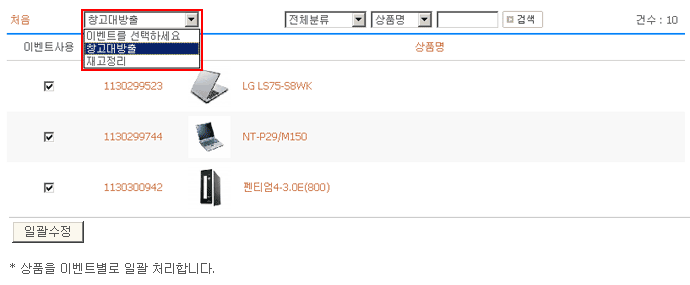 처음 창고대방출 전체분류 상품명 검색 건수 : 10
이벤트를 선택하세요
창고대방출
재고정리
이벤트사용 상품명
1130299523 LG LS75-S8WK
1130299744 NT-P29/M150
1130300942 펜티엄4-3.0E(800)
일괄수정
* 상품을 이벤트별로 일괄 처리합니다.